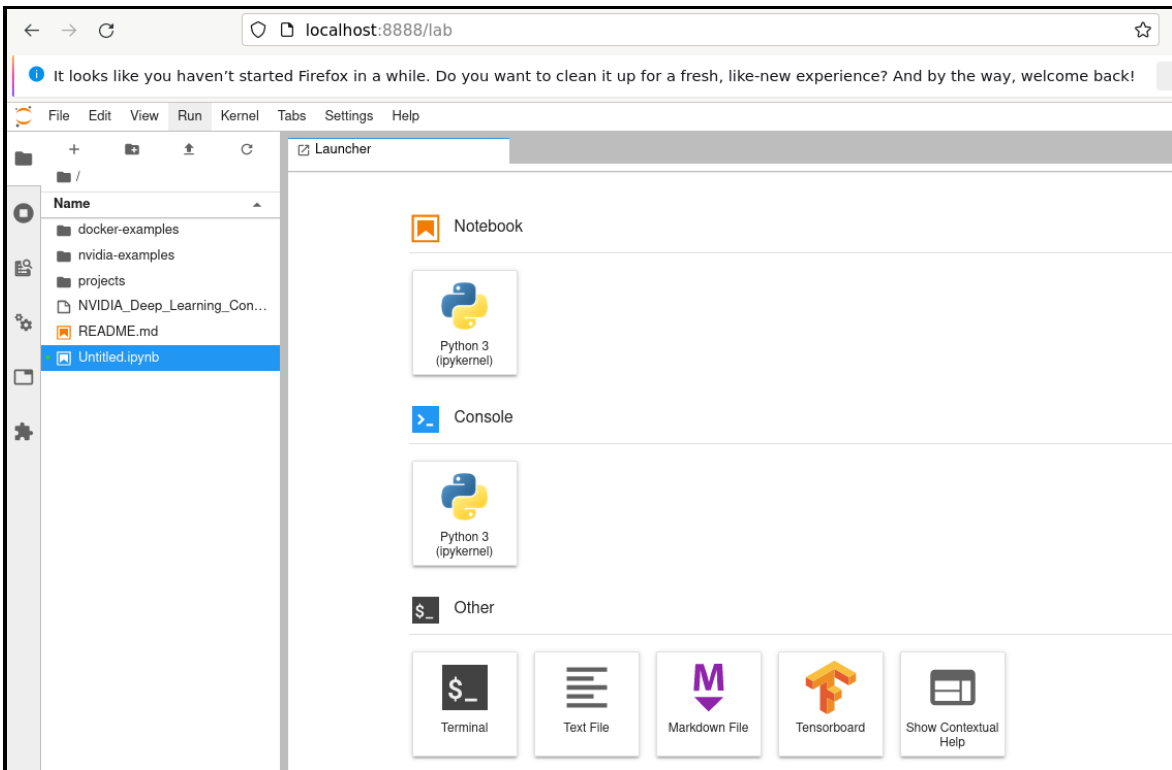 localhost:8888/lab
It looks like you haven't started Firefox in a while. Do you want to clean it up for a fresh, like-new experience? And by the way, welcome back!
File Edit View Run Kernel Tabs Settings Help
Launcher
/
Name
docker-examples
nvidia-examples
projects
NVIDIA_Deep_Learning_Con...
README.md
Untitled.ipynb
Notebook
Python 3
(ipykernel)
Console
Python 3
(ipykernel)
$_ Other
$_
Terminal
Text File
M
Markdown File
Tensorboard
Show Contextual
Help